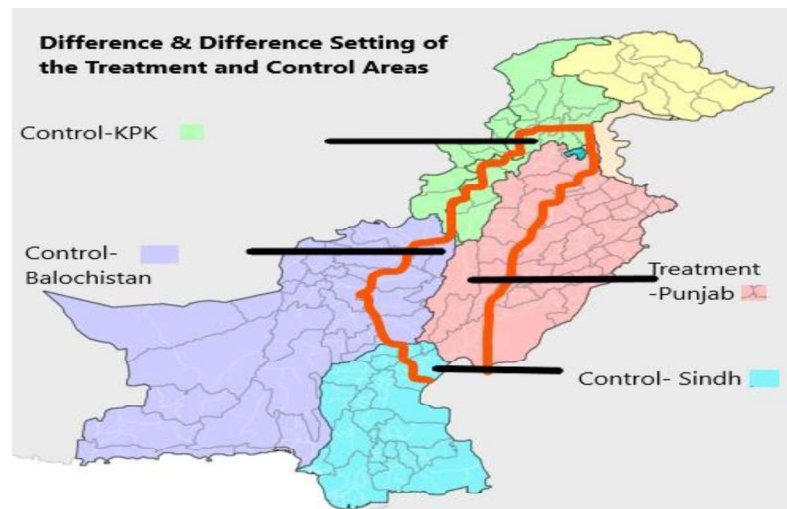 Difference & Difference Setting of
the Treatment and Control Areas
Control-KPK
Control-
Balochistan
Treatment
-Punjab
Control- Sindh